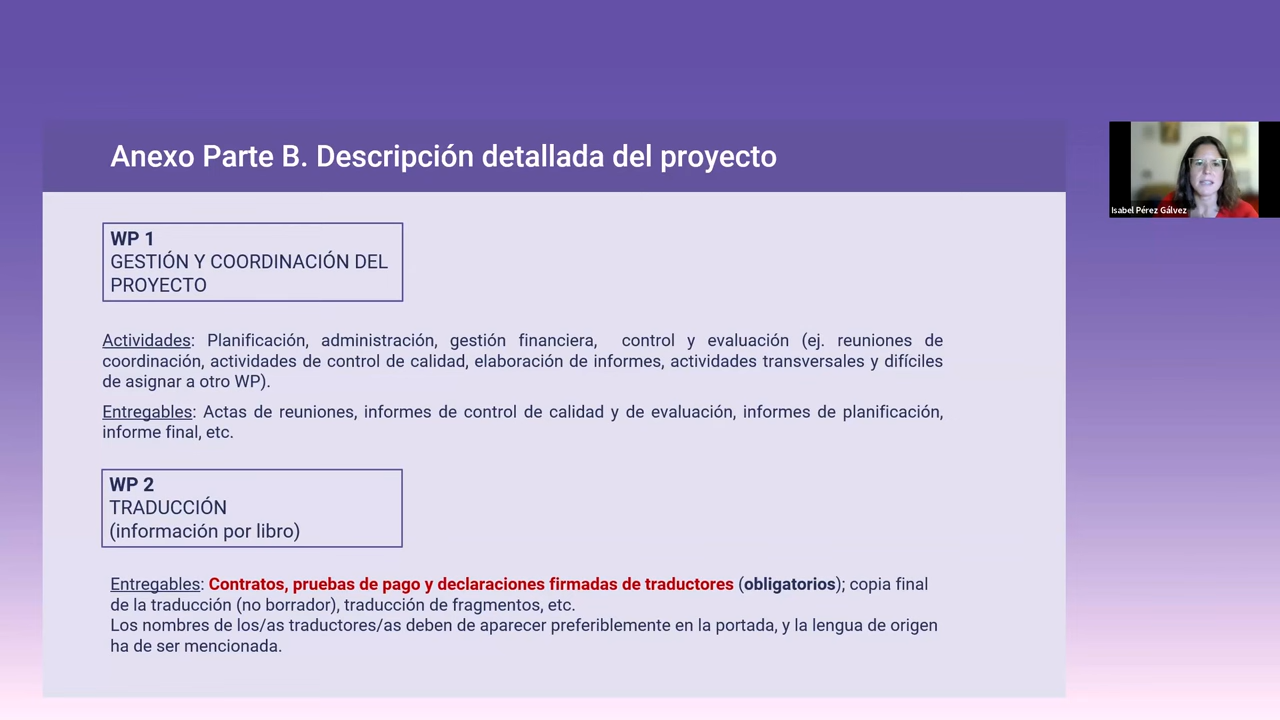 Anexo Parte B. Descripción detallada del proyecto
Isabel Pérez Gálvez
WP 1
GESTIÓN Y COORDINACIÓN DEL
PROYECTO
Actividades: Planificación, administración, gestión financiera, control y evaluación (ej. reuniones de
coordinación, actividades de control de calidad, elaboración de informes, actividades transversales y difíciles
de asignar a otro WP).
Entregables: Actas de reuniones, informes de control de calidad y de evaluación, informes de planificación,
informe final, etc.
WP 2
TRADUCCIÓN
(información por libro)
Entregables: Contratos, pruebas de pago y declaraciones firmadas de traductores (obligatorios); copia final
de la traducción (no borrador), traducción de fragmentos, etc.
Los nombres de los/as traductores/as deben de aparecer preferiblemente en la portada, y la lengua de origen
ha de ser mencionada.